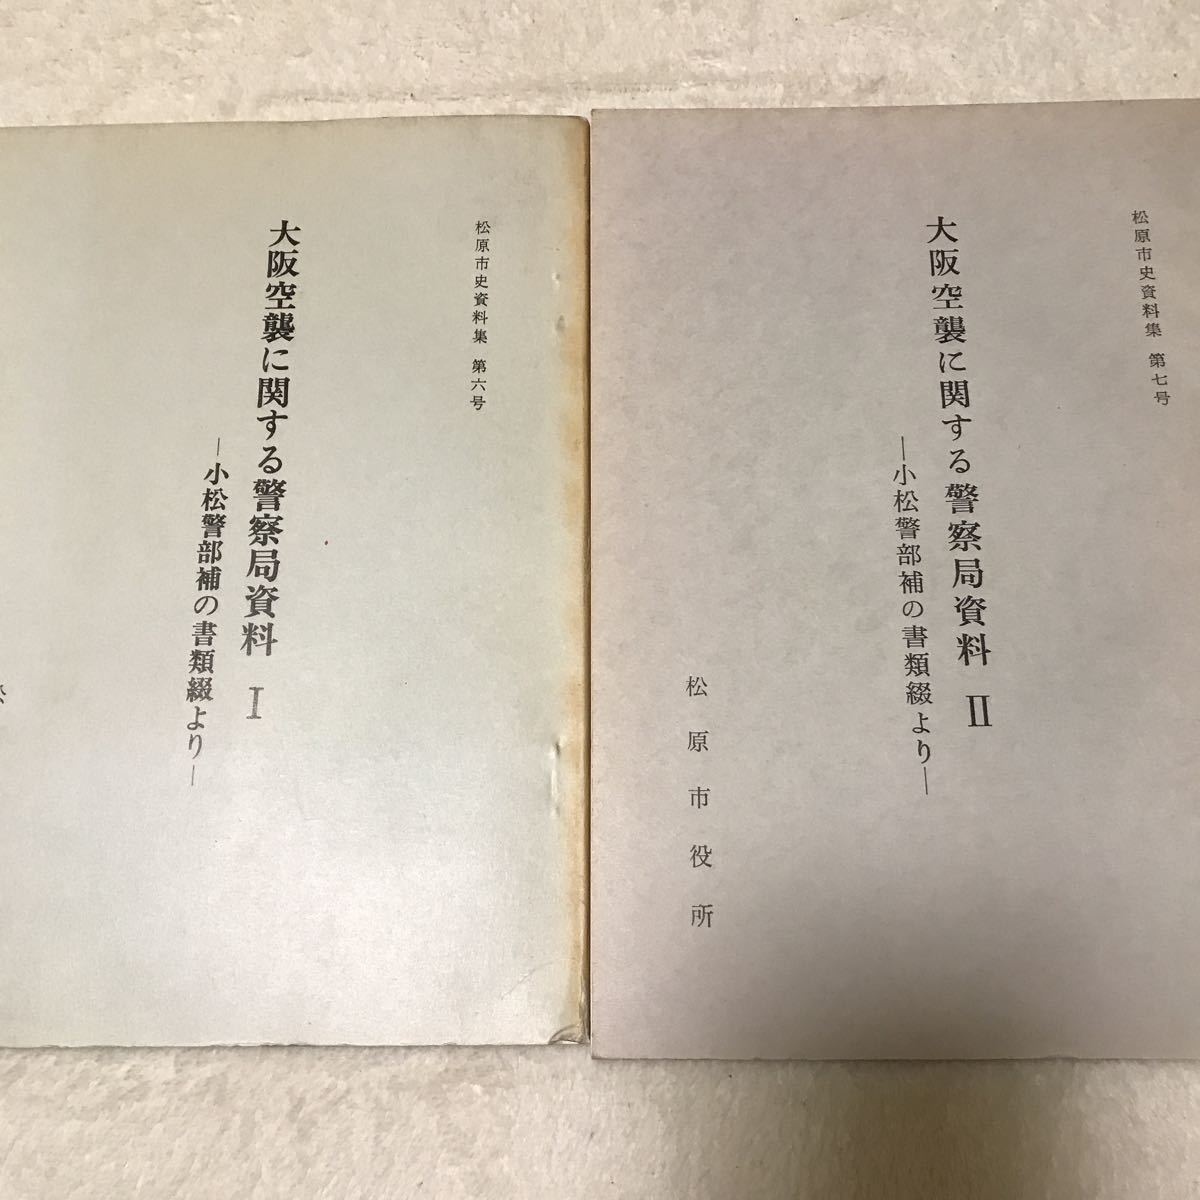 松原市史資料集 第六号
大阪空襲に関する警察局資料 I
―小松警部補の書類綴より―
松原市史資料集 第七号
大阪空襲に関する警察局資料 II
―小松警部補の書類綴より―
松原市役所